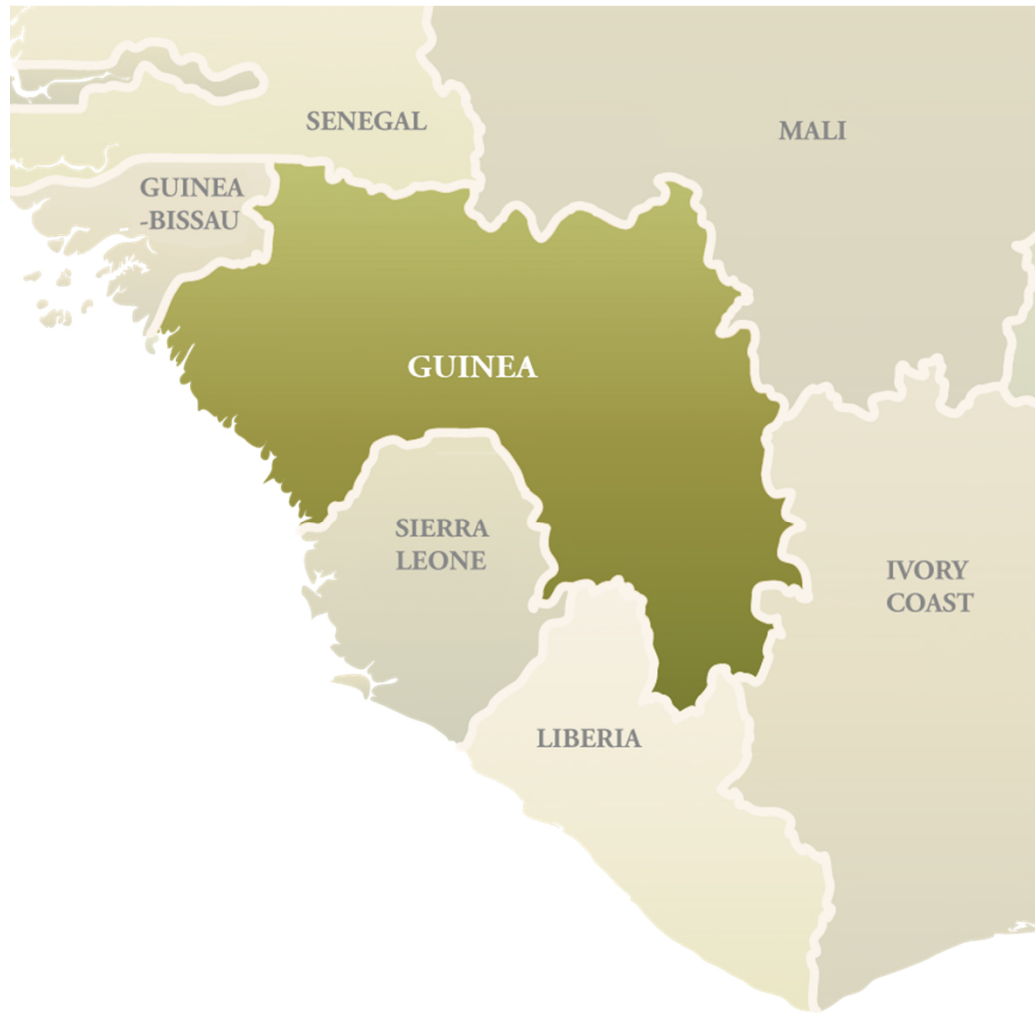 SENEGAL
MALI
GUINEA
-BISSAU
GUINEA
SIERRA
LEONE
IVORY
COAST
LIBERIA